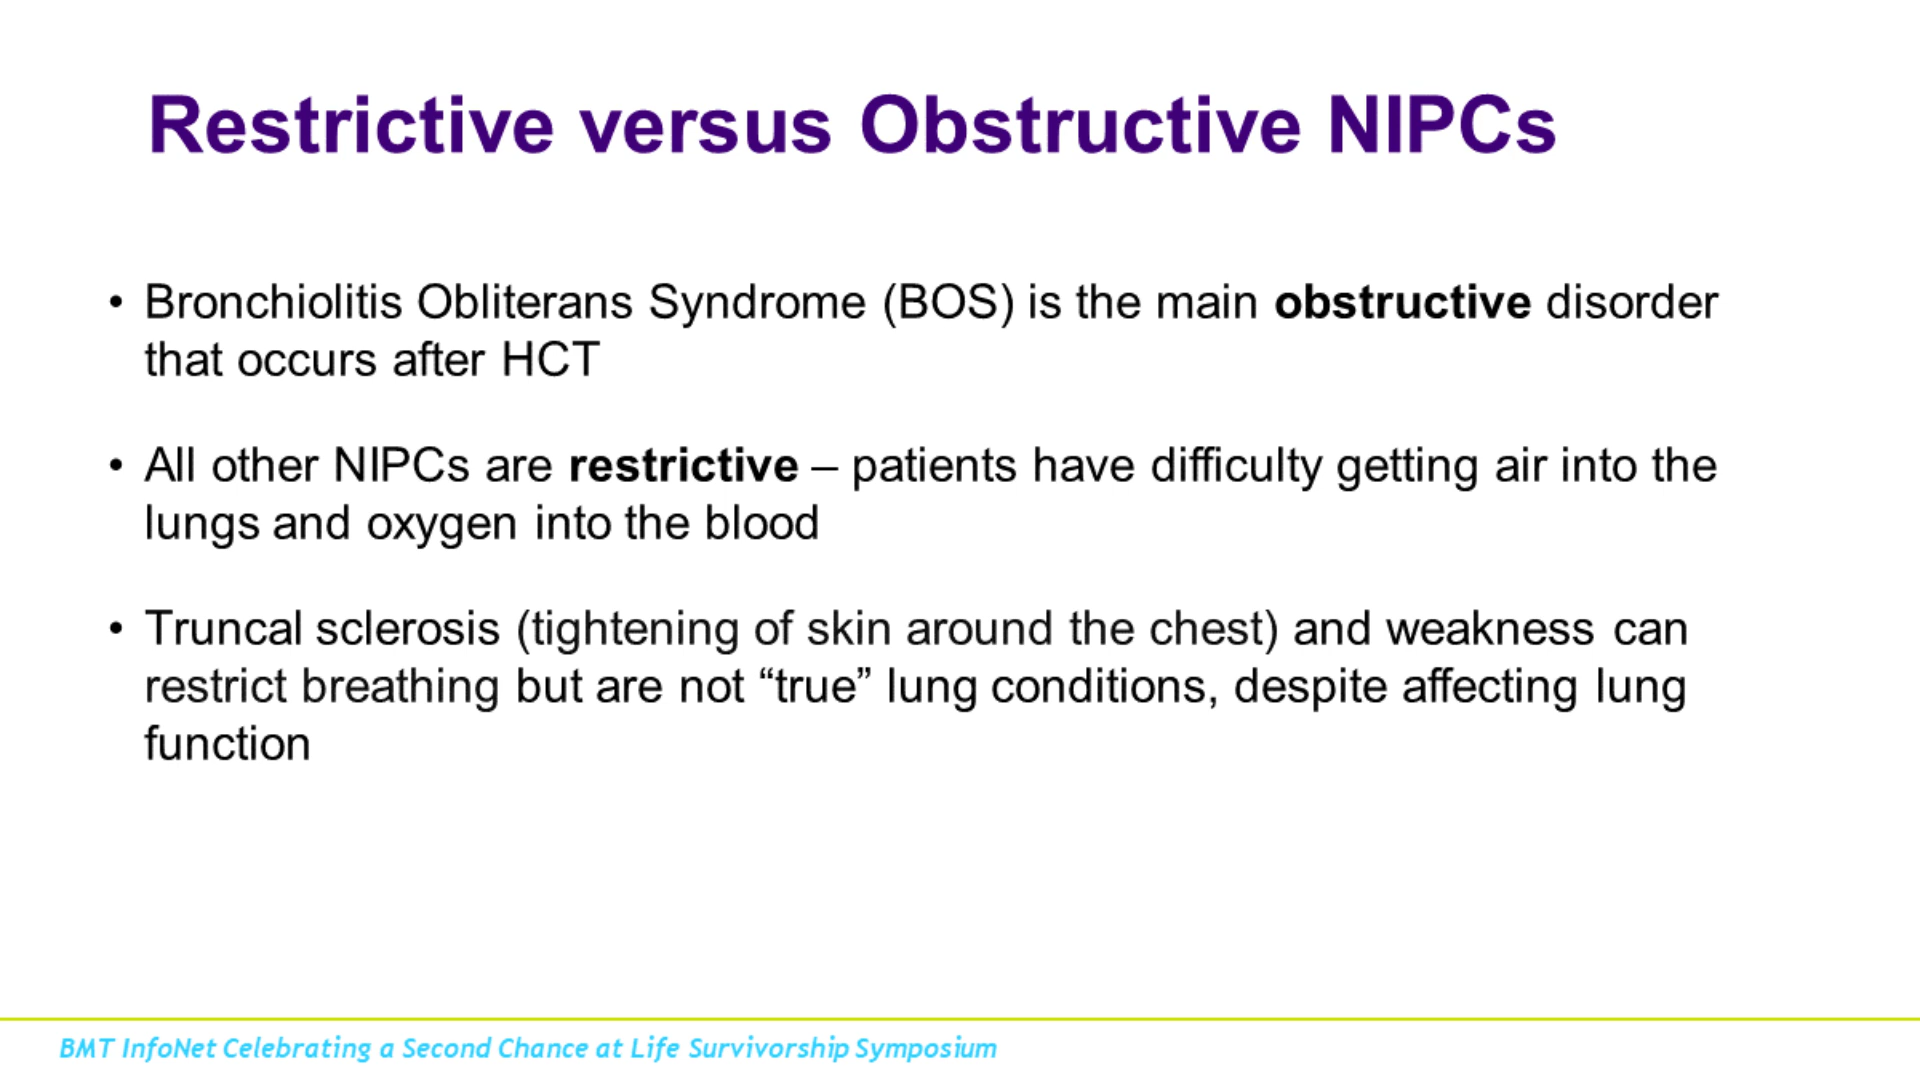 Restrictive versus Obstructive NIPCs
• Bronchiolitis Obliterans Syndrome (BOS) is the main obstructive disorder
that occurs after HCT
• All other NIPCs are restrictive – patients have difficulty getting air into the
lungs and oxygen into the blood
• Truncal sclerosis (tightening of skin around the chest) and weakness can
restrict breathing but are not “true” lung conditions, despite affecting lung
function
BMT InfoNet Celebrating a Second Chance at Life Survivorship Symposium